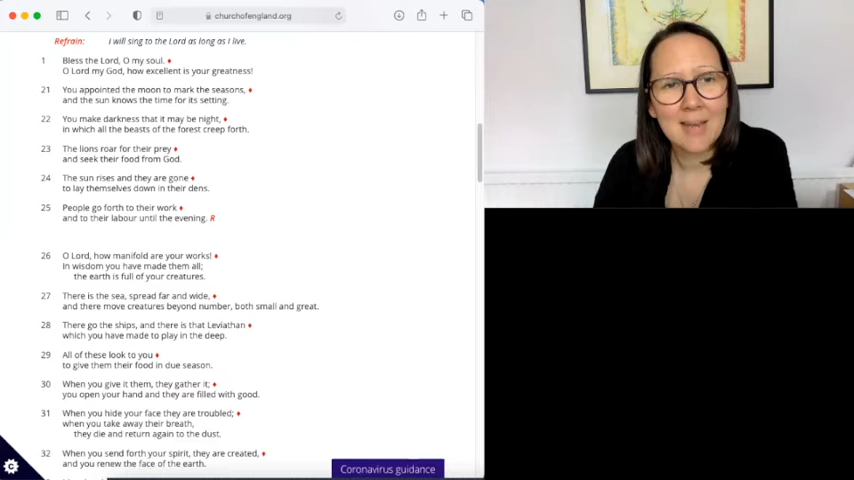 churchofengland.org
Refrain: I will sing to the Lord as long as I live.
1 Bless the Lord, O my soul. ♦
O Lord my God, how excellent is your greatness!
21 You appointed the moon to mark the seasons, ♦
and the sun knows the time for its setting.
22 You make darkness that it may be night, ♦
in which all the beasts of the forest creep forth.
23 The lions roar for their prey ♦
and seek their food from God.
24 The sun rises and they are gone ♦
to lay themselves down in their dens.
25 People go forth to their work ♦
and to their labour until the evening. R
26 O Lord, how manifold are your works! ♦
In wisdom you have made them all;
the earth is full of your creatures.
27 There is the sea, spread far and wide, ♦
and there move creatures beyond number, both small and great.
28 There go the ships, and there is that Leviathan ♦
which you have made to play in the deep.
29 All of these look to you ♦
to give them their food in due season.
30 When you give it them, they gather it; ♦
you open your hand and they are filled with good.
31 When you hide your face they are troubled; ♦
when you take away their breath,
they die and return again to the dust.
32 When you send forth your spirit, they are created, ♦
and you renew the face of the earth.
Coronavirus guidance